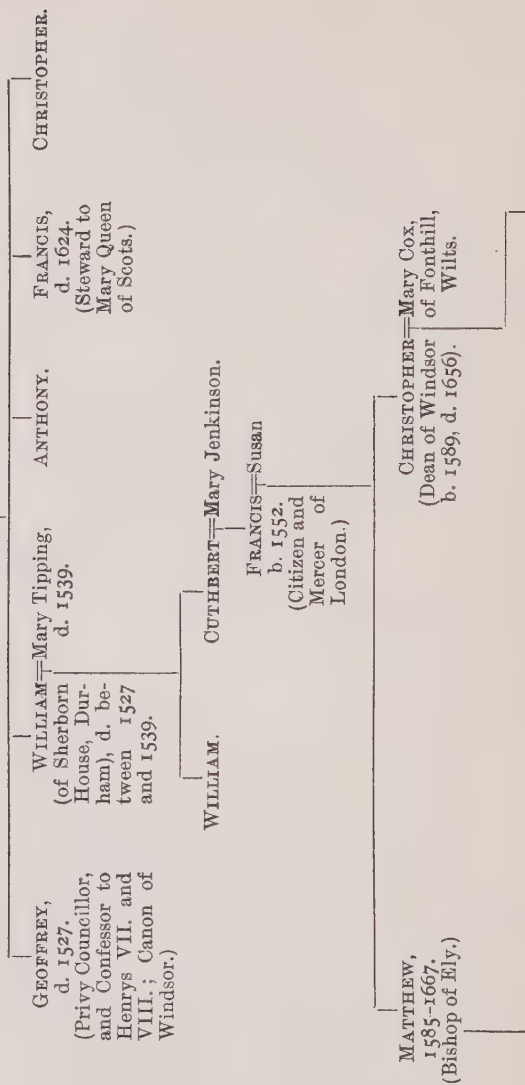 GEOFFREY,
d. 1527.
(Privy Councillor,
and Confessor to
Henrys VII. and
VIII.; Canon of
Windsor.)
WILLIAM=Mary Tipping,
(of Sherborn d. 1539.
House, Dur-
ham), d. be-
tween 1527
and 1539.
ANTHONY.
FRANCIS,
d. 1624.
(Steward to
Mary Queen
of Scots.)
CHRISTOPHER.
WILLIAM.
CUTHBERT=Mary Jenkinson.
FRANCIS=Susan
b. 1552.
(Citizen and
Mercer of
London.)
MATTHEW,
1585–1667.
(Bishop of Ely.)
CHRISTOPHER=Mary Cox,
(Dean of Windsor of Fonthill,
b. 1589, d. 1656). Wilts.